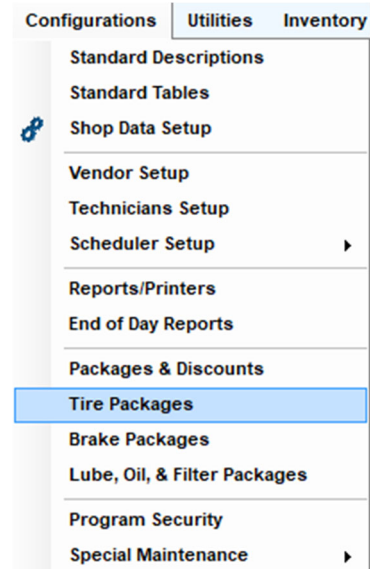 Configurations Utilities Inventory
Standard Descriptions
Standard Tables
Shop Data Setup
Vendor Setup
Technicians Setup
Scheduler Setup
Reports/Printers
End of Day Reports
Packages & Discounts
Tire Packages
Brake Packages
Lube, Oil, & Filter Packages
Program Security
Special Maintenance